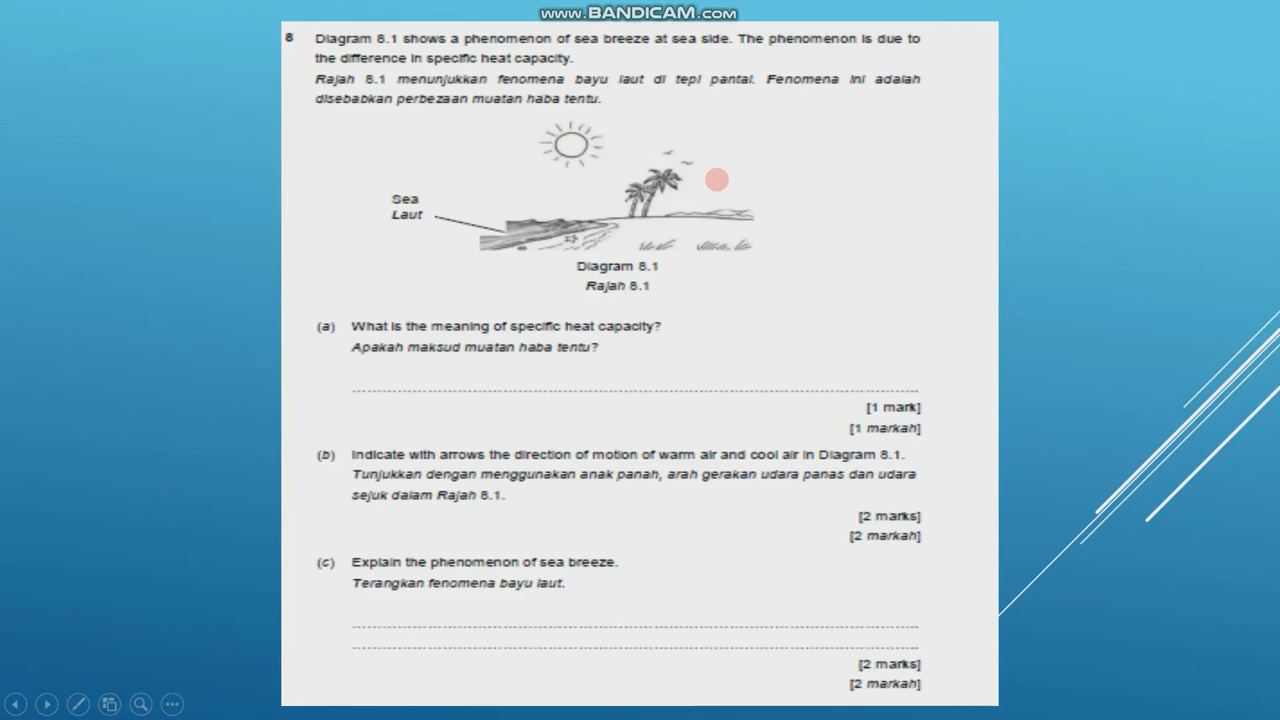 www.BANDICAM.com
8 Diagram 8.1 shows a phenomenon of sea breeze at sea side. The phenomenon is due to
the difference in specific heat capacity.
Rajah 8.1 menunjukkan fenomena bayu laut di tepi pantai. Fenomena ini adalah
disebabkan perbezaan muatan haba tentu.
Sea
Laut
Diagram 8.1
Rajah 8.1
(a) What is the meaning of specific heat capacity?
Apakah maksud muatan haba tentu?
[1 mark]
[1 markah]
(b) Indicate with arrows the direction of motion of warm air and cool air in Diagram 8.1.
Tunjukkan dengan menggunakan anak panah, arah gerakan udara panas dan udara
sejuk dalam Rajah 8.1.
[2 marks]
[2 markah]
(c) Explain the phenomenon of sea breeze.
Terangkan fenomena bayu laut.
[2 marks]
[2 markah]